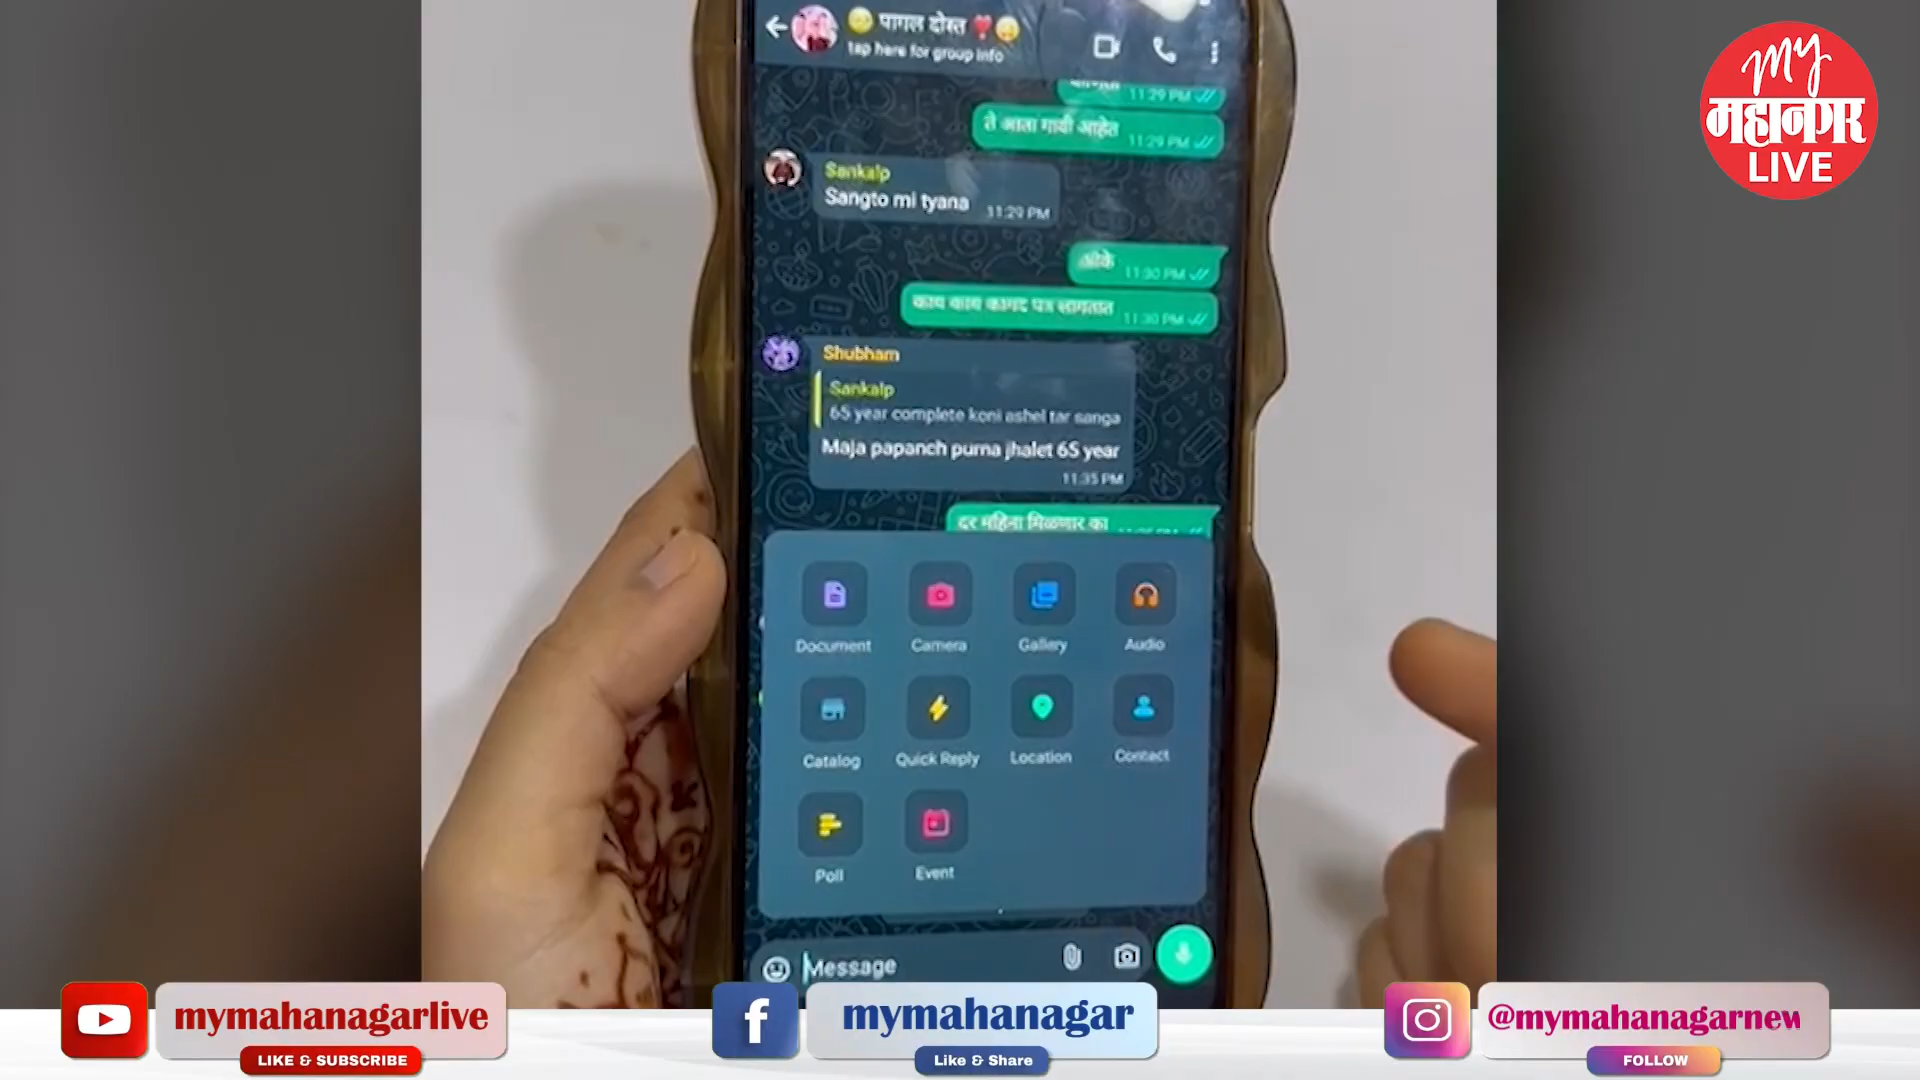 पागल दोस्त
tap here for group info
11:29 PM
ते आता गावी आहेत
11:29 PM
Sankalp
Sangto mi tyana
11:29 PM
ओके
11:30 PM
काय काय कागद पत्र लागतात
11:30 PM
Shubham
Sankalp
65 year complete koni ashel tar sanga
Maja papanch purna jhalet 65 year
11:35 PM
दर महिना मिळणार का
Document
Camera
Gallery
Audio
Catalog
Quick Reply
Location
Contact
Poll
Event
Message
My
महानगर
LIVE
mymahanagarlive
LIKE & SUBSCRIBE
mymahanagar
Like & Share
@mymahanagarnew
FOLLOW